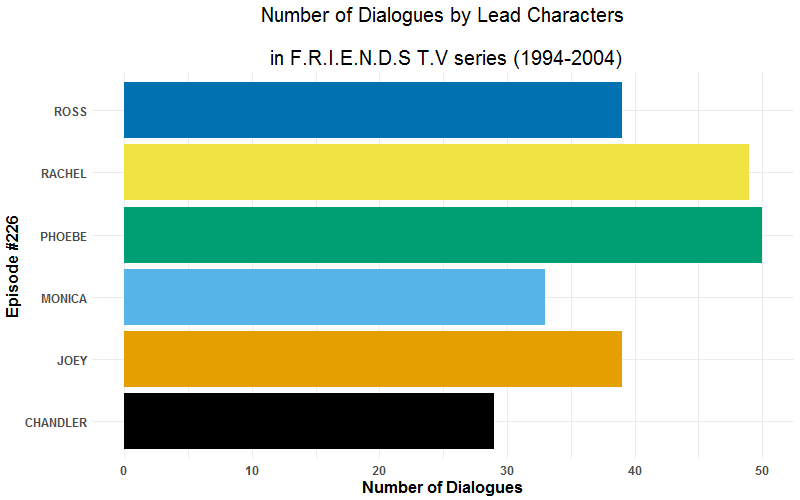 Number of Dialogues by Lead Characters
in F.R.I.E.N.D.S T.V series (1994-2004)
Episode #226
ROSS
RACHEL
PHOEBE
MONICA
JOEY
CHANDLER
0 10 20 30 40 50
Number of Dialogues